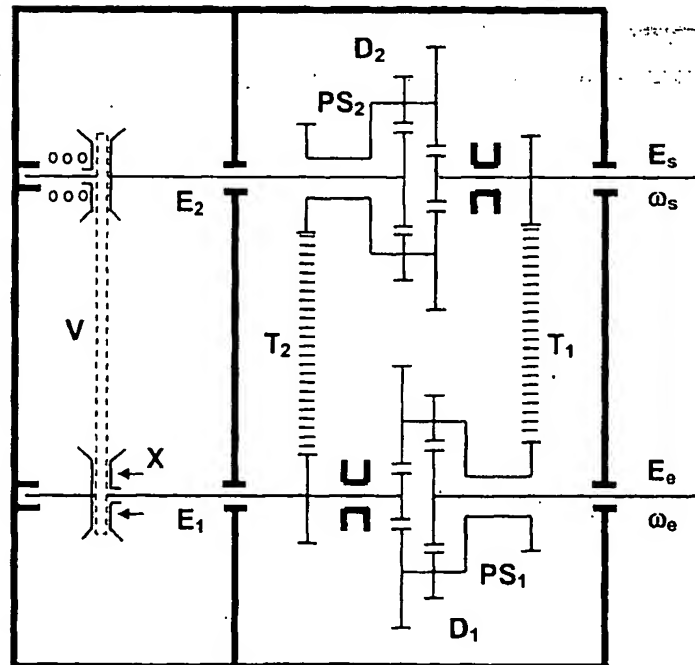 D₂
PS₂
E₂
Eₛ
ωₛ
V
T₂
T₁
X
E₁
Eₑ
ωₑ
PS₁
D₁